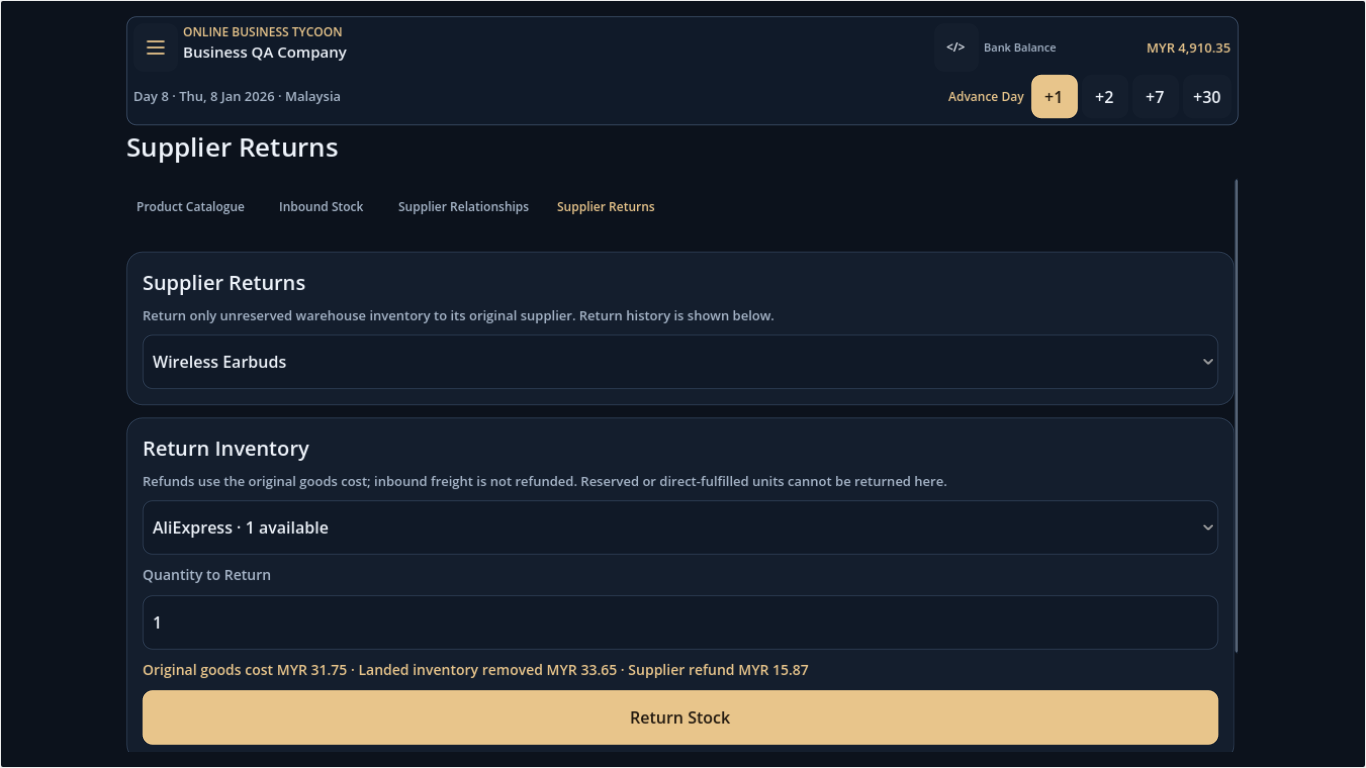 ONLINE BUSINESS TYCOON
Business QA Company
</> Bank Balance MYR 4,910.35
Day 8 · Thu, 8 Jan 2026 · Malaysia
Advance Day +1 +2 +7 +30
Supplier Returns
Product Catalogue Inbound Stock Supplier Relationships Supplier Returns
Supplier Returns
Return only unreserved warehouse inventory to its original supplier. Return history is shown below.
Wireless Earbuds
Return Inventory
Refunds use the original goods cost; inbound freight is not refunded. Reserved or direct-fulfilled units cannot be returned here.
AliExpress · 1 available
Quantity to Return
1
Original goods cost MYR 31.75 · Landed inventory removed MYR 33.65 · Supplier refund MYR 15.87
Return Stock